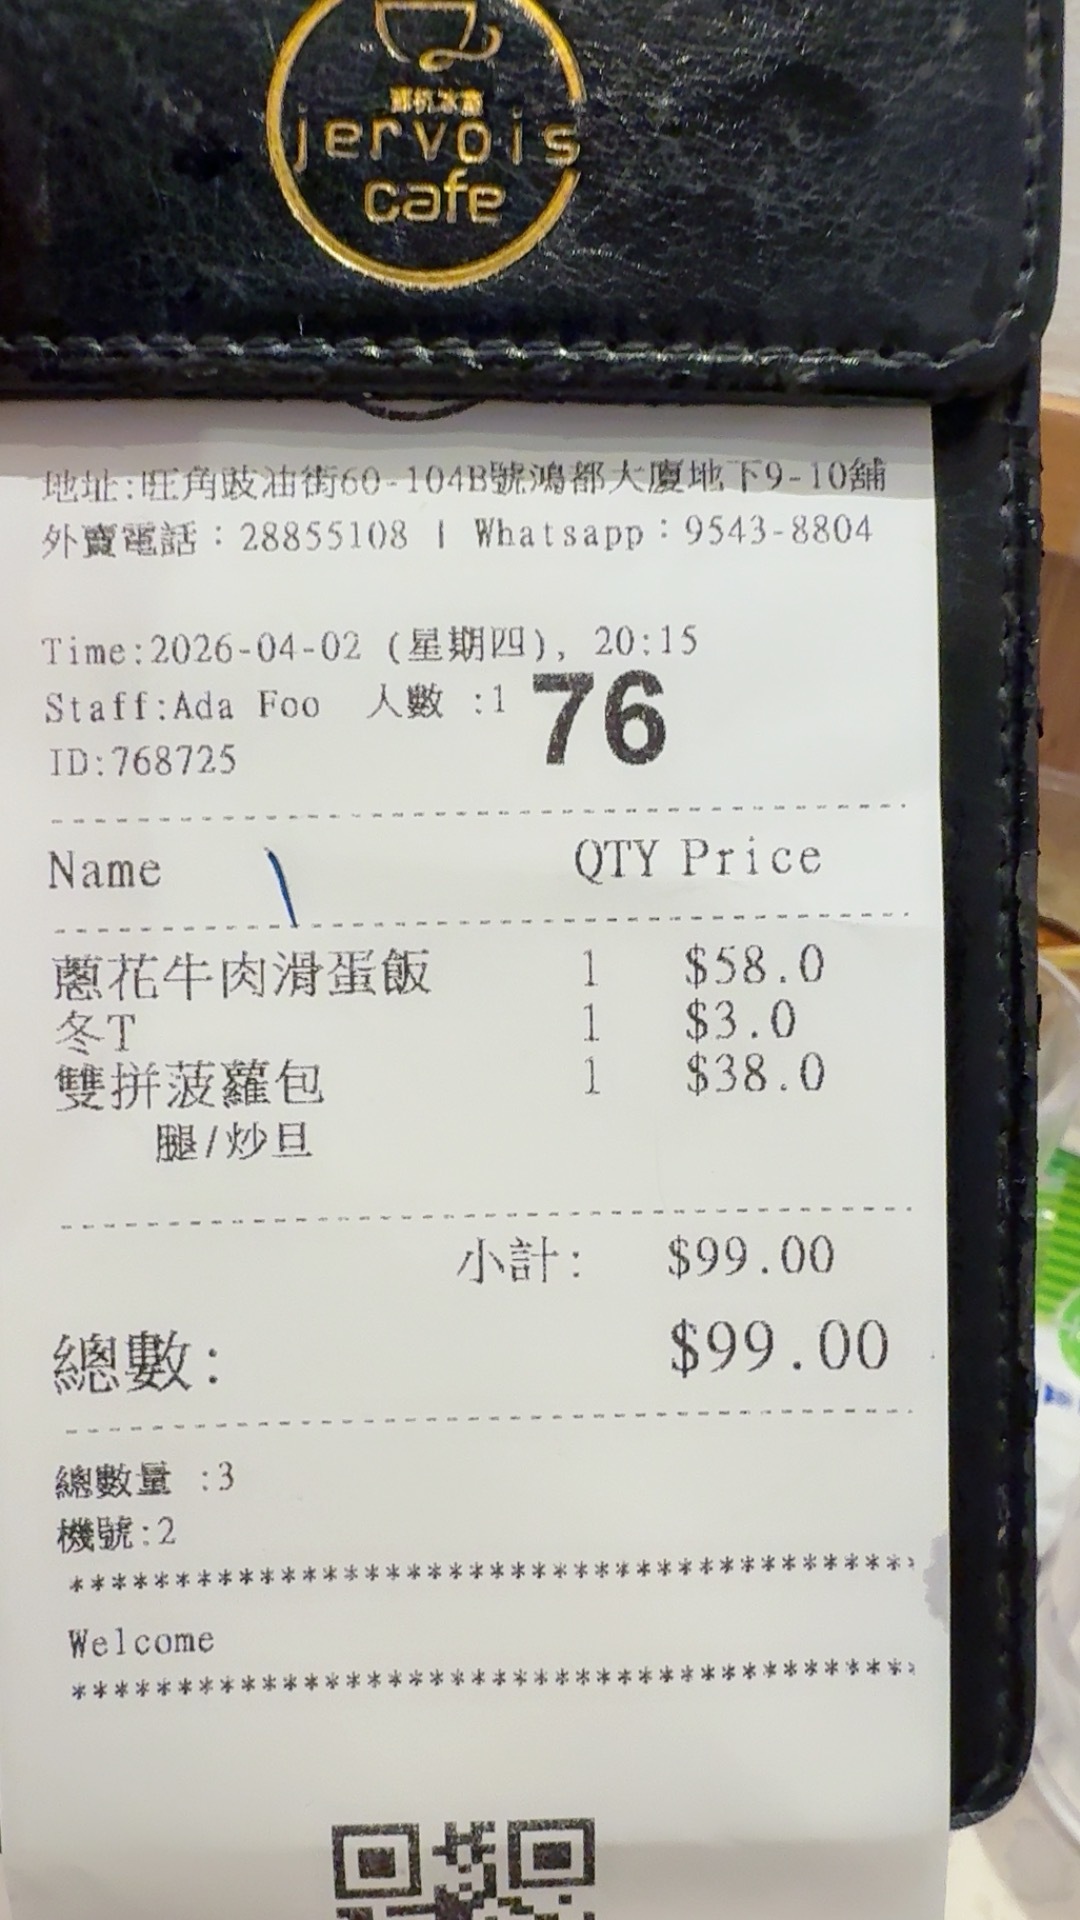 jervois
cafe
地址:旺角豉油街60-104B號鴻都大廈地下9-10舖
外賣電話：28855108 | Whatsapp：9543-8804
Time:2026-04-02 (星期四), 20:15
Staff:Ada Foo 人數 :1 76
ID:768725
Name QTY Price
蔥花牛肉滑蛋飯 1 $58.0
冬T 1 $3.0
雙拼菠蘿包 1 $38.0
腿/炒旦
小計: $99.00
總數: $99.00
總數量 :3
機號:2
****************************************
Welcome
****************************************